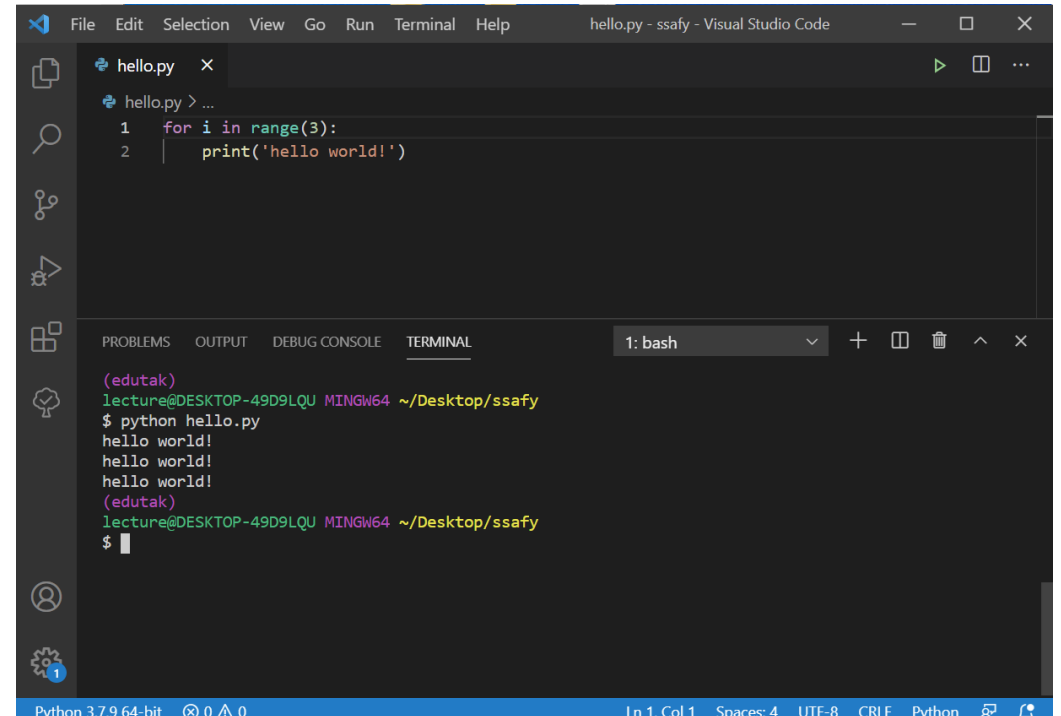 File Edit Selection View Go Run Terminal Help hello.py - ssafy - Visual Studio Code
hello.py
hello.py > ...
1 for i in range(3):
2 print('hello world!')
PROBLEMS OUTPUT DEBUG CONSOLE TERMINAL 1: bash
(edutak)
lecture@DESKTOP-49D9LQU MINGW64 ~/Desktop/ssafy
$ python hello.py
hello world!
hello world!
hello world!
(edutak)
lecture@DESKTOP-49D9LQU MINGW64 ~/Desktop/ssafy
$
1
Python 3.7.9 64-bit 0 0 Ln 1, Col 1 Spaces: 4 UTF-8 CRLF Python